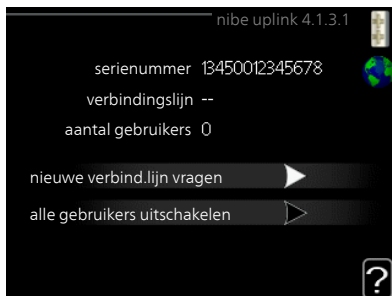 nibe uplink 4.1.3.1
serienummer 13450012345678
verbindingslijn --
aantal gebruikers 0
nieuwe verbind.lijn vragen
alle gebruikers uitschakelen
?